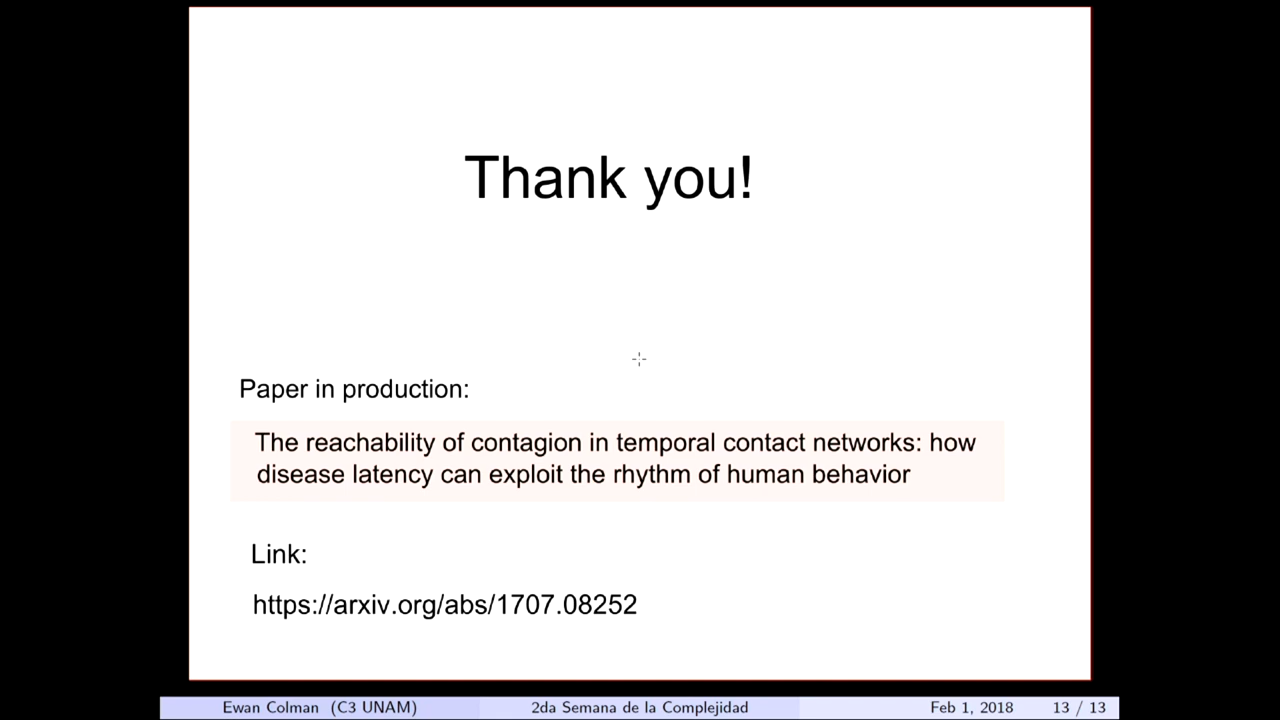 Thank you!
Paper in production:
The reachability of contagion in temporal contact networks: how
disease latency can exploit the rhythm of human behavior
Link:
https://arxiv.org/abs/1707.08252
Ewan Colman (C3 UNAM) 2da Semana de la Complejidad Feb 1, 2018 13 / 13